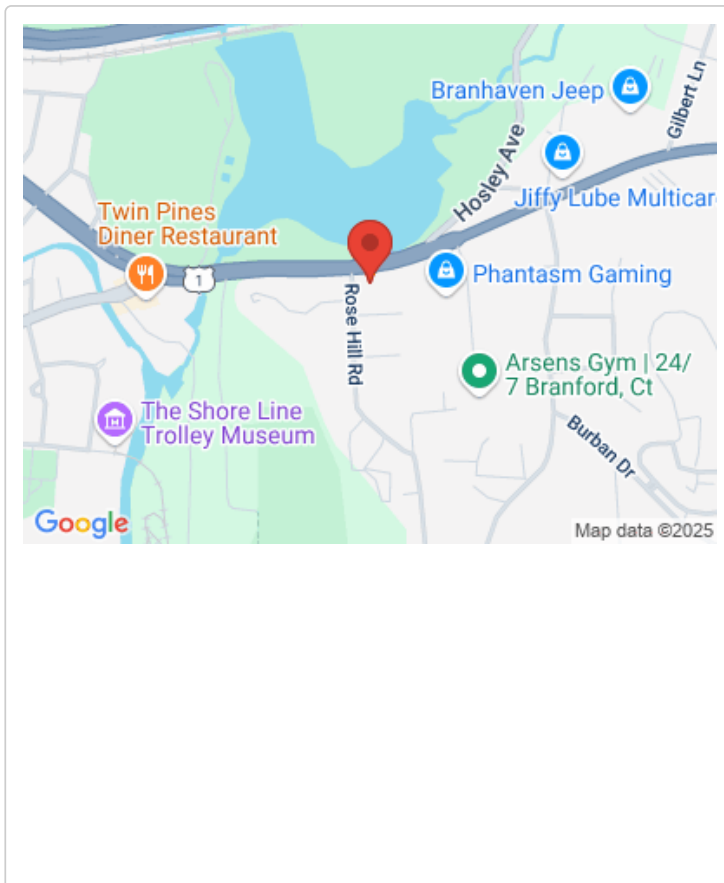 Branhaven Jeep
Gilbert Ln
Hosley Ave
Jiffy Lube Multicar
Twin Pines
Diner Restaurant
1
Phantasm Gaming
Rose Hill Rd
Arsens Gym | 24/
7 Branford, Ct
The Shore Line
Trolley Museum
Burban Dr
Google
Map data ©2025